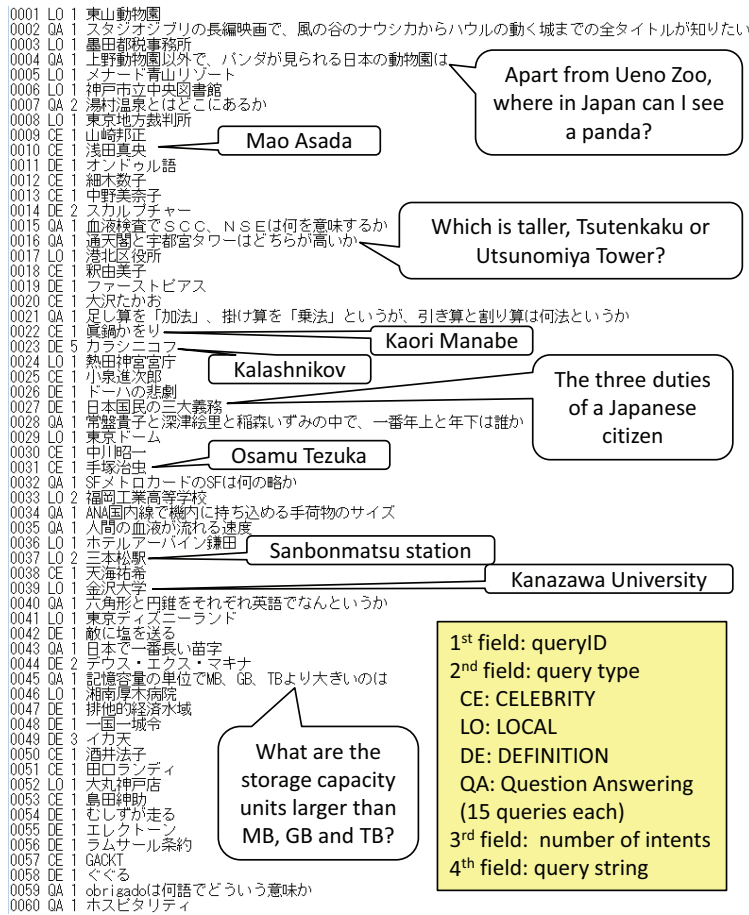 0001 LO 1 東山動物園
0002 QA 1 スタジオジブリの長編映画で、風の谷のナウシカからハウルの動く城までの全タイトルが知りたい
0003 LO 1 墨田都税事務所
0004 QA 1 上野動物園以外で、パンダが見られる日本の動物園は
0005 LO 1 メナード青山リゾート
0006 LO 1 神戸市立中央図書館
0007 QA 2 湯村温泉とはどこにあるか
0008 LO 1 東京地方裁判所
0009 CE 1 山崎邦正
0010 CE 1 浅田真央
0011 DE 1 オンドゥル語
0012 CE 1 細木数子
0013 CE 1 中野美奈子
0014 DE 2 スカルプチャー
0015 QA 1 血液検査でSCC、NSEは何を意味するか
0016 QA 1 通天閣と宇都宮タワーはどちらが高いか
0017 LO 1 港北区役所
0018 CE 1 釈由美子
0019 DE 1 ファーストピアス
0020 CE 1 大沢たかお
0021 QA 1 足し算を「加法」、掛け算を「乗法」というが、引き算と割り算は何法というか
0022 CE 1 眞鍋かをり
0023 DE 5 カラシニコフ
0024 LO 1 熱田神宮宮庁
0025 CE 1 小泉進次郎
0026 DE 1 ドーハの悲劇
0027 DE 1 日本国民の三大義務
0028 QA 1 常盤貴子と深津絵里と稲森いずみの中で、一番年上と年下は誰か
0029 LO 1 東京ドーム
0030 CE 1 中川昭一
0031 CE 1 手塚治虫
0032 QA 1 SFメトロカードのSFは何の略か
0033 LO 2 福岡工業高等学校
0034 QA 1 ANA国内線で機内に持ち込める手荷物のサイズ
0035 QA 1 人間の血液が流れる速度
0036 LO 1 ホテルアーバイン鎌田
0037 LO 2 三本松駅
0038 CE 1 天海祐希
0039 LO 1 金沢大学
0040 QA 1 六角形と円錐をそれぞれ英語でなんというか
0041 LO 1 東京ディズニーランド
0042 DE 1 敵に塩を送る
0043 QA 1 日本で一番長い苗字
0044 DE 2 デウス・エクス・マキナ
0045 QA 1 記憶容量の単位でMB、GB、TBより大きいのは
0046 LO 1 湘南厚木病院
0047 DE 1 排他的経済水域
0048 DE 1 一国一城令
0049 DE 3 イカ天
0050 CE 1 酒井法子
0051 CE 1 田口ランディ
0052 LO 1 大丸神戸店
0053 CE 1 島田紳助
0054 DE 1 むしずが走る
0055 DE 1 エレクトーン
0056 DE 1 ラムサール条約
0057 CE 1 GACKT
0058 DE 1 ぐぐる
0059 QA 1 obrigadoは何語でどういう意味か
0060 QA 1 ホスピタリティ
Apart from Ueno Zoo,
where in Japan can I see
a panda?
Mao Asada
Which is taller, Tsutenkaku or
Utsunomiya Tower?
Kaori Manabe
Kalashnikov
The three duties
of a Japanese
citizen
Osamu Tezuka
Sanbonmatsu station
Kanazawa University
What are the
storage capacity
units larger than
MB, GB and TB?
1st field: queryID
2nd field: query type
CE: CELEBRITY
LO: LOCAL
DE: DEFINITION
QA: Question Answering
(15 queries each)
3rd field: number of intents
4th field: query string